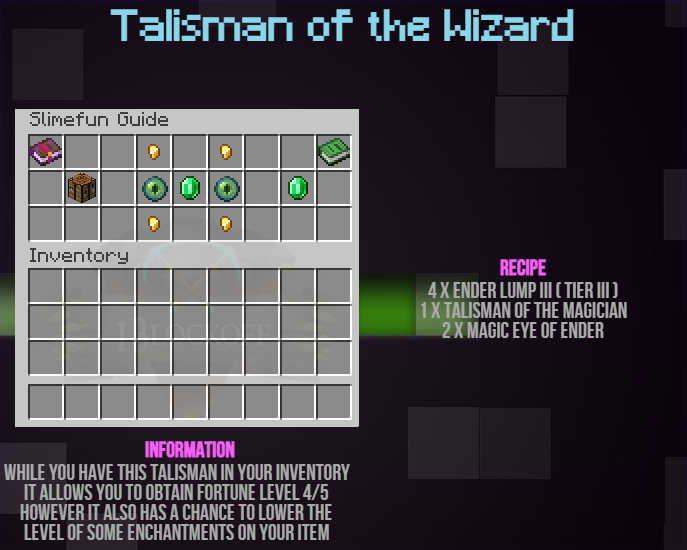 Talisman of the Wizard
Slimefun Guide
Inventory
IBLOCKOFF
RECIPE
4 X ENDER LUMP III ( TIER III )
1 X TALISMAN OF THE MAGICIAN
2 X MAGIC EYE OF ENDER
INFORMATION
WHILE YOU HAVE THIS TALISMAN IN YOUR INVENTORY
IT ALLOWS YOU TO OBTAIN FORTUNE LEVEL 4/5
HOWEVER IT ALSO HAS A CHANCE TO LOWER THE
LEVEL OF SOME ENCHANTMENTS ON YOUR ITEM